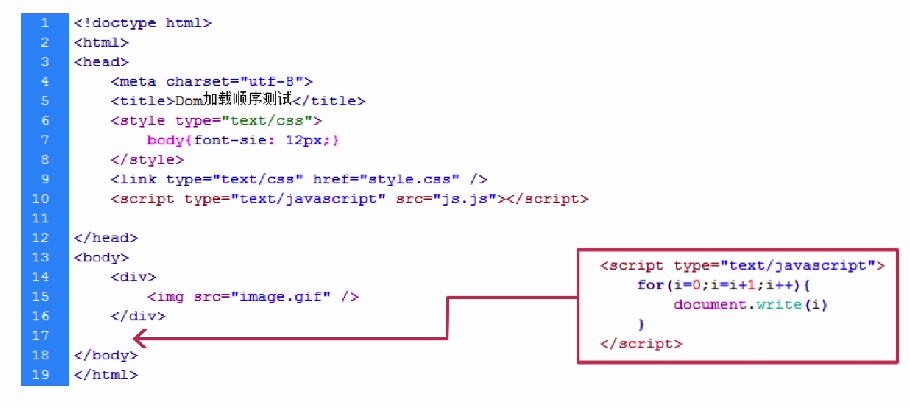 1 <!doctype html>
2 <html>
3 <head>
4 <meta charset="utf-8">
5 <title>Dom加载顺序测试</title>
6 <style type="text/css">
7 body{font-sie: 12px;}
8 </style>
9 <link type="text/css" href="style.css" />
10 <script type="text/javascript" src="js.js"></script>
11
12 </head>
13 <body>
14 <div>
15 <img src="image.gif" />
16 </div>
17
18 </body>
19 </html>
<script type="text/javascript">
for(i=0;i=i+1;i++){
document.write(i)
}
</script>